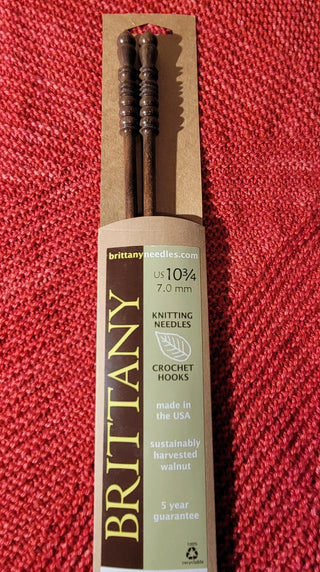 brittanyneedles.com
BRITTANY
US 10¾
7.0 mm
KNITTING
NEEDLES
CROCHET
HOOKS
made in
the USA
sustainably
harvested
walnut
5 year
guarantee
100%
recyclable